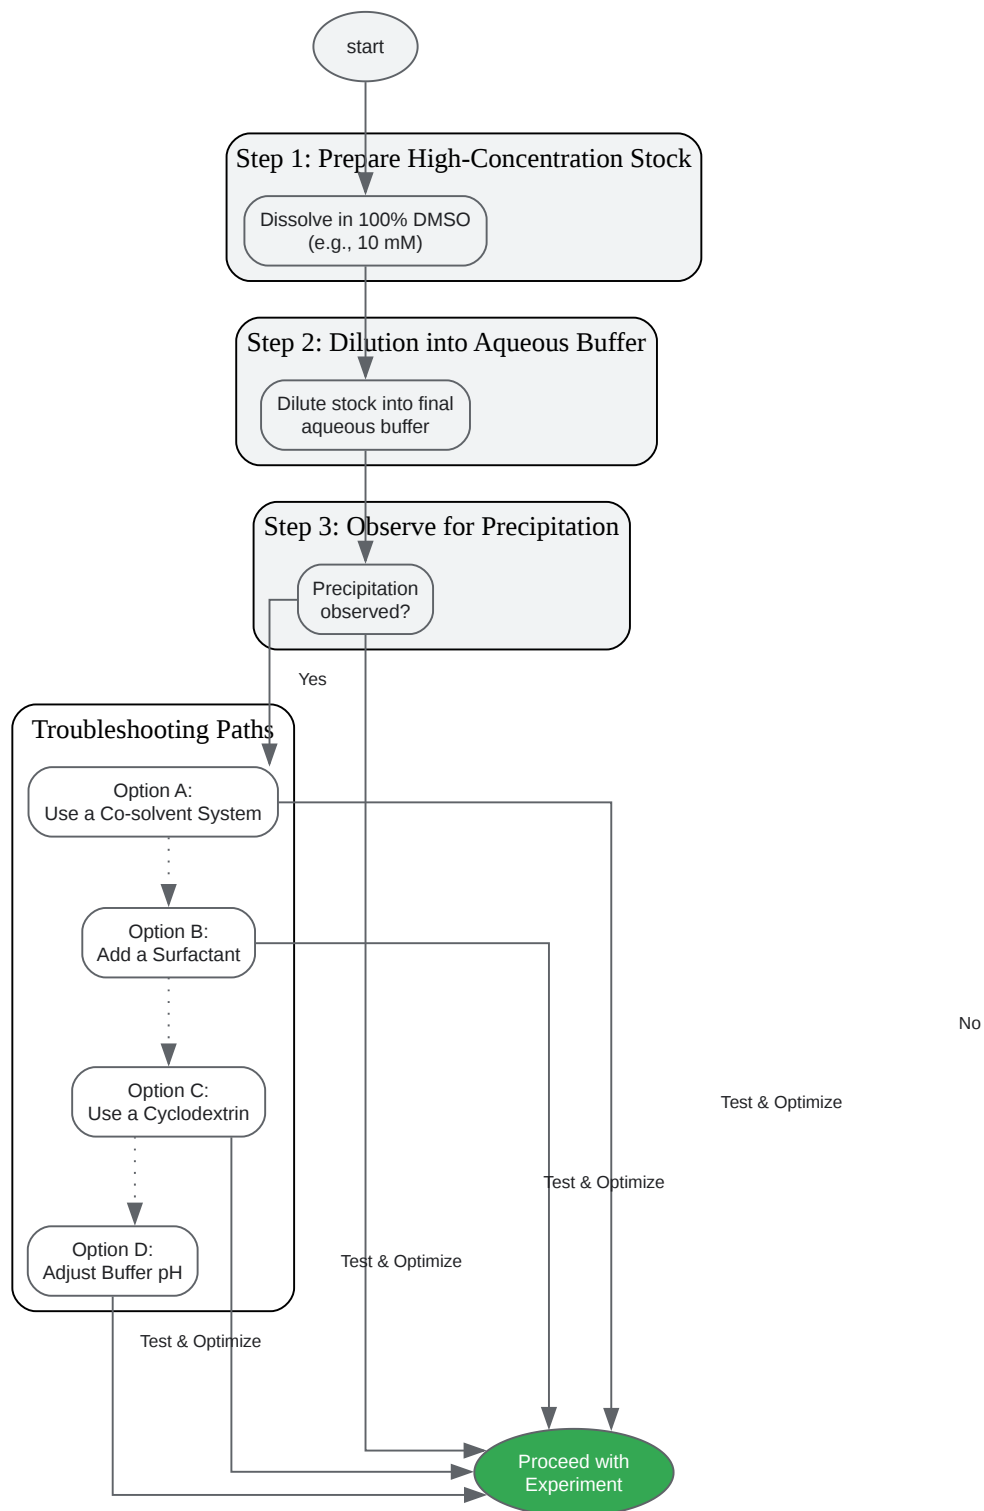 start
Step 1: Prepare High-Concentration Stock
Dissolve in 100% DMSO
(e.g., 10 mM)
Step 2: Dilution into Aqueous Buffer
Dilute stock into final
aqueous buffer
Step 3: Observe for Precipitation
Precipitation
observed?
Yes
Troubleshooting Paths
Option A:
Use a Co-solvent System
Option B:
Add a Surfactant
No
Option C:
Use a Cyclodextrin
Test & Optimize
Test & Optimize
Option D:
Adjust Buffer pH
Test & Optimize
Test & Optimize
Proceed with
Experiment